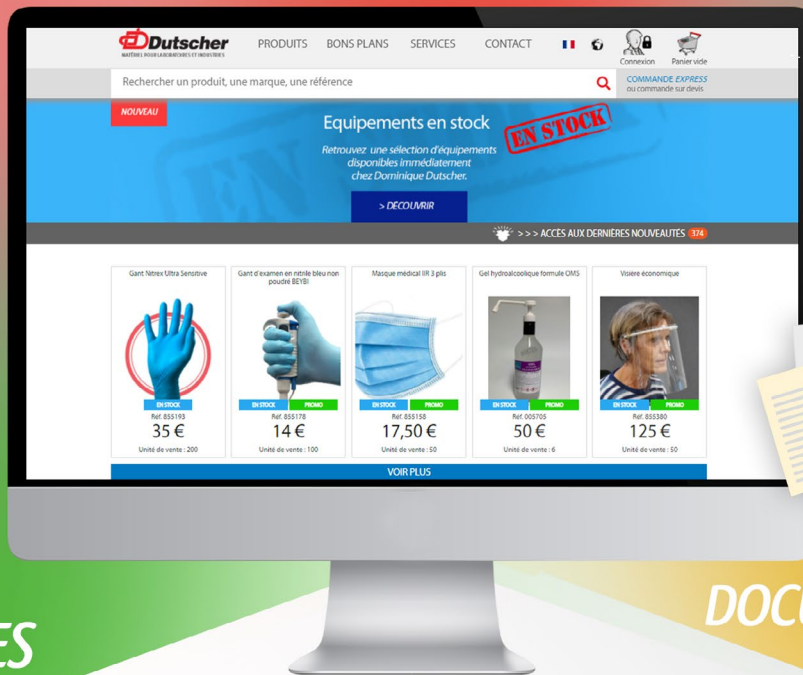 Dutscher
MATÉRIEL POUR LABORATOIRES ET INDUSTRIES
PRODUITS BONS PLANS SERVICES CONTACT
Connexion Panier vide
Rechercher un produit, une marque, une référence
COMMANDE EXPRESS
ou commande sur devis
NOUVEAU
Equipements en stock
EN STOCK
Retrouvez une sélection d'équipements
disponibles immédiatement
chez Dominique Dutscher.
> DÉCOUVRIR
> > > ACCÈS AUX DERNIÈRES NOUVEAUTÉS 374
Gant Nitrex Ultra Sensitive
EN STOCK
Réf. 855193
35 €
Unité de vente : 200
Gant d'examen en nitrile bleu non
poudré BEYBI
EN STOCK PROMO
Réf. 855178
14 €
Unité de vente : 100
Masque médical IIR 3 plis
EN STOCK PROMO
Réf. 855158
17,50 €
Unité de vente : 50
Gel hydroalcoolique formule OMS
EN STOCK PROMO
Réf. 005705
50 €
Unité de vente : 6
Visière économique
EN STOCK PROMO
Réf. 855380
125 €
Unité de vente : 50
VOIR PLUS
ES
DOCU